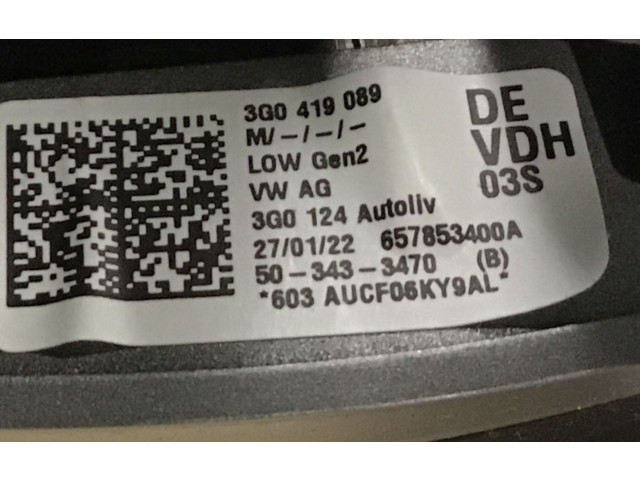 3G0 419 089
M/-/-/-
LOW Gen2
VW AG
3G0 124 Autoliv
27/01/22 657853400A
50-343-3470 (B)
*603 AUCF06KY9AL*
DE
VDH
03S